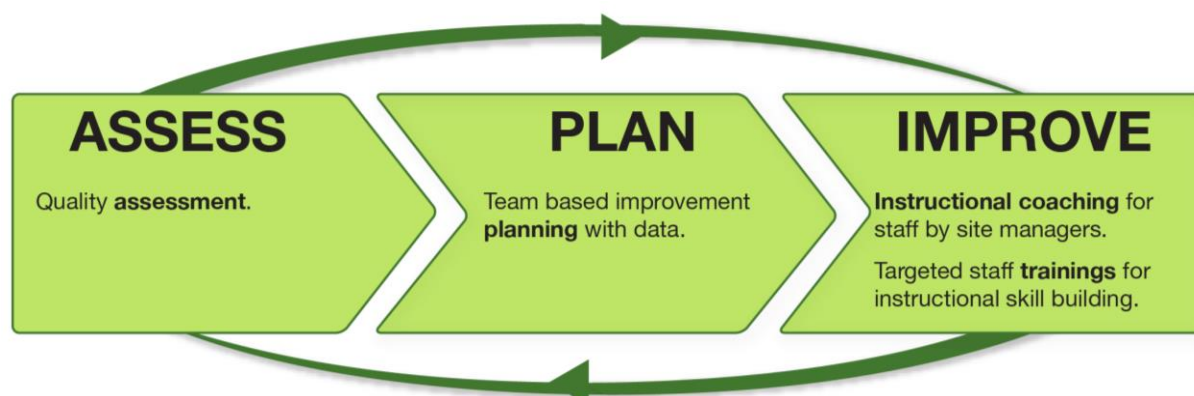 ASSESS
Quality assessment.
PLAN
Team based improvement
planning with data.
IMPROVE
Instructional coaching for
staff by site managers.
Targeted staff trainings for
instructional skill building.